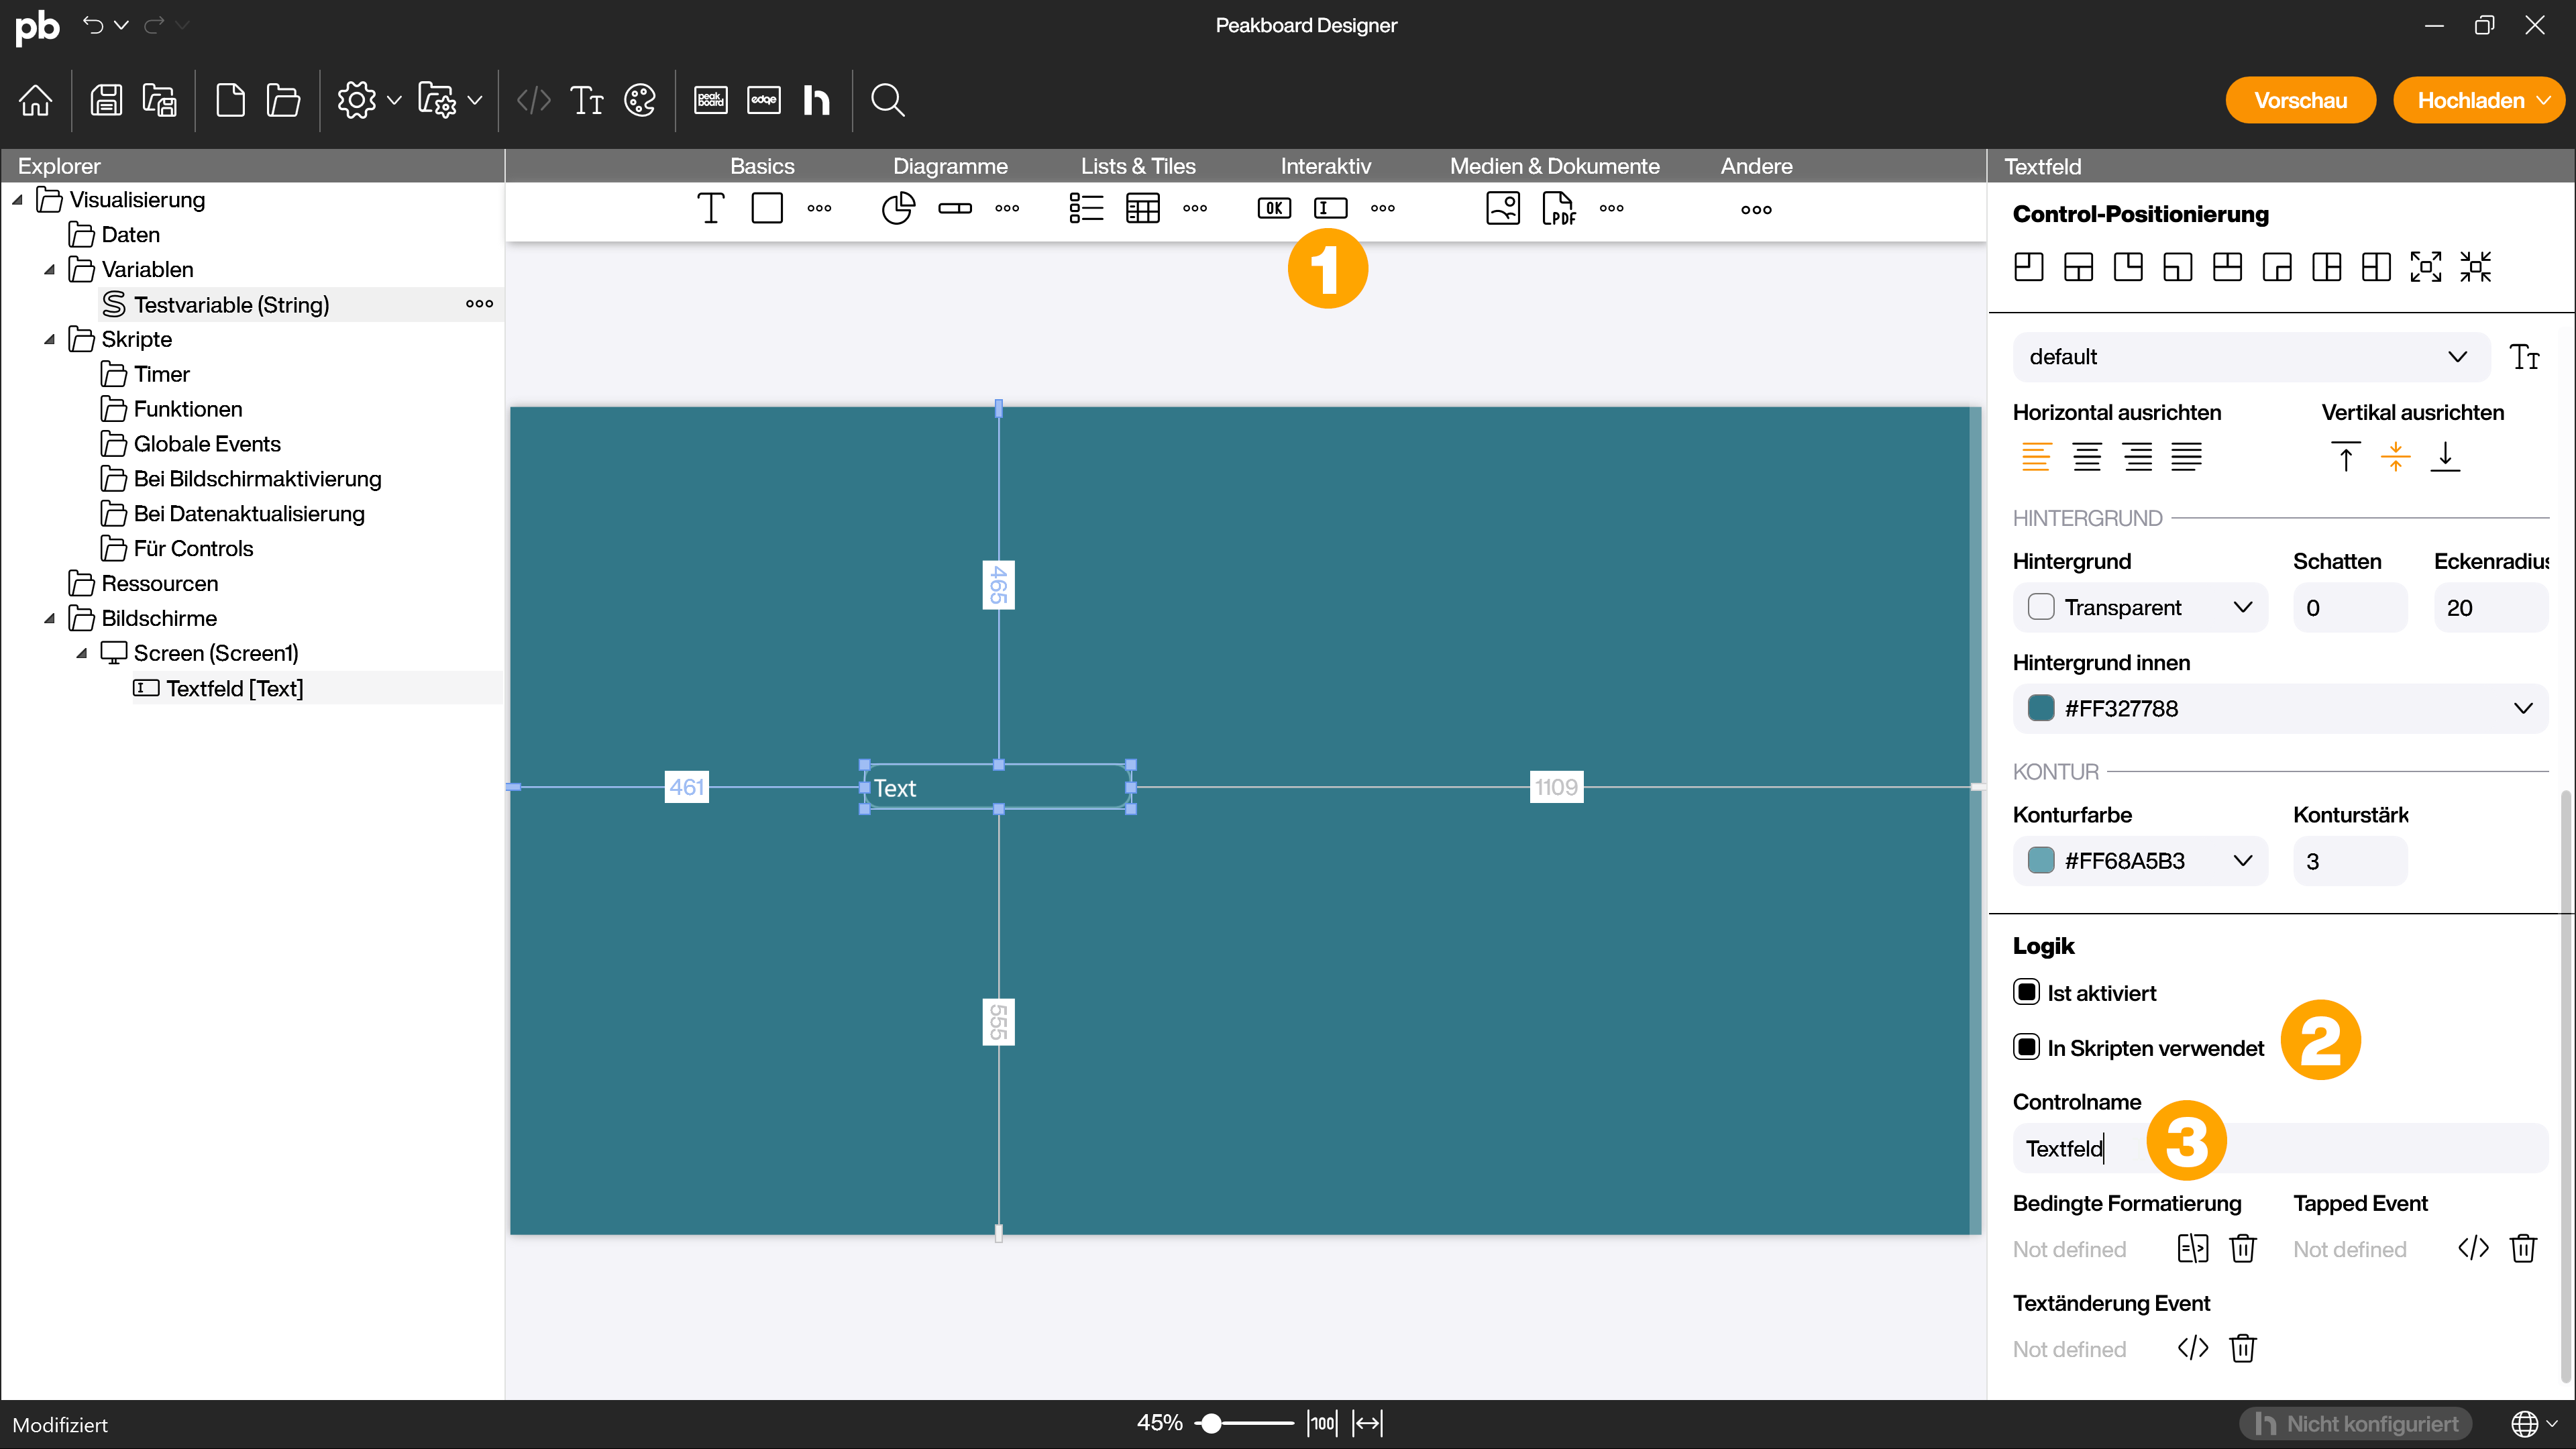 pb
Peakboard Designer
peak board
edge
h
Vorschau
Hochladen
Explorer
Basics
Diagramme
Lists & Tiles
Interaktiv
Medien & Dokumente
Andere
Textfeld
OK
PDF
Visualisierung
Daten
Variablen
Testvariable (String)
Skripte
Timer
Funktionen
Globale Events
Bei Bildschirmaktivierung
Bei Datenaktualisierung
Für Controls
Ressourcen
Bildschirme
Screen (Screen1)
Textfeld [Text]
1
465
461
Text
1109
555
Control-Positionierung
default
Tт
Horizontal ausrichten
Vertikal ausrichten
HINTERGRUND
Hintergrund
Schatten
Eckenradius
Transparent
0
20
Hintergrund innen
#FF327788
KONTUR
Konturfarbe
Konturstärk
#FF68A5B3
3
Logik
Ist aktiviert
In Skripten verwendet
2
Controlname
Textfeld
3
Bedingte Formatierung
Tapped Event
Not defined
Not defined
Textänderung Event
Not defined
Modifiziert
45%
100
h Nicht konfiguriert